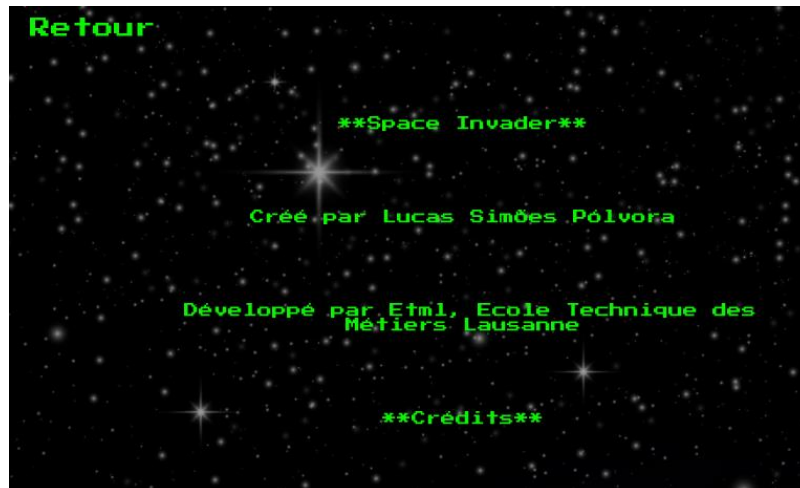 Retour
**Space Invader**
Créé par Lucas Simões Pólvora
Développé par Etml, Ecole Technique des
Métiers Lausanne
**Crédits**